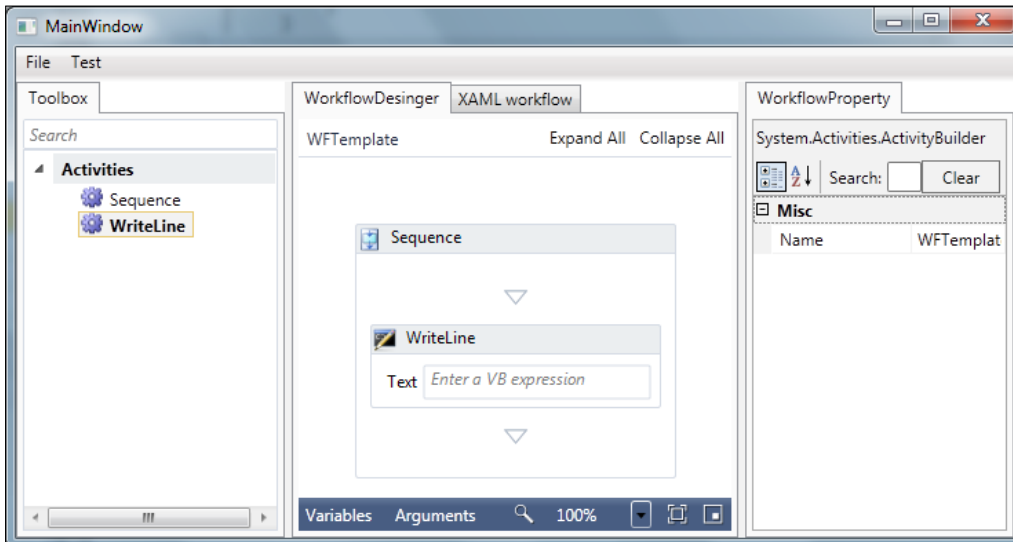 MainWindow
File Test
Toolbox
Search
Activities
Sequence
WriteLine
WorkflowDesinger XAML workflow
WFTemplate Expand All Collapse All
Sequence
WriteLine
Text Enter a VB expression
Variables Arguments 100%
WorkflowProperty
System.Activities.ActivityBuilder
A Z Search: Clear
Misc
Name WFTemplat